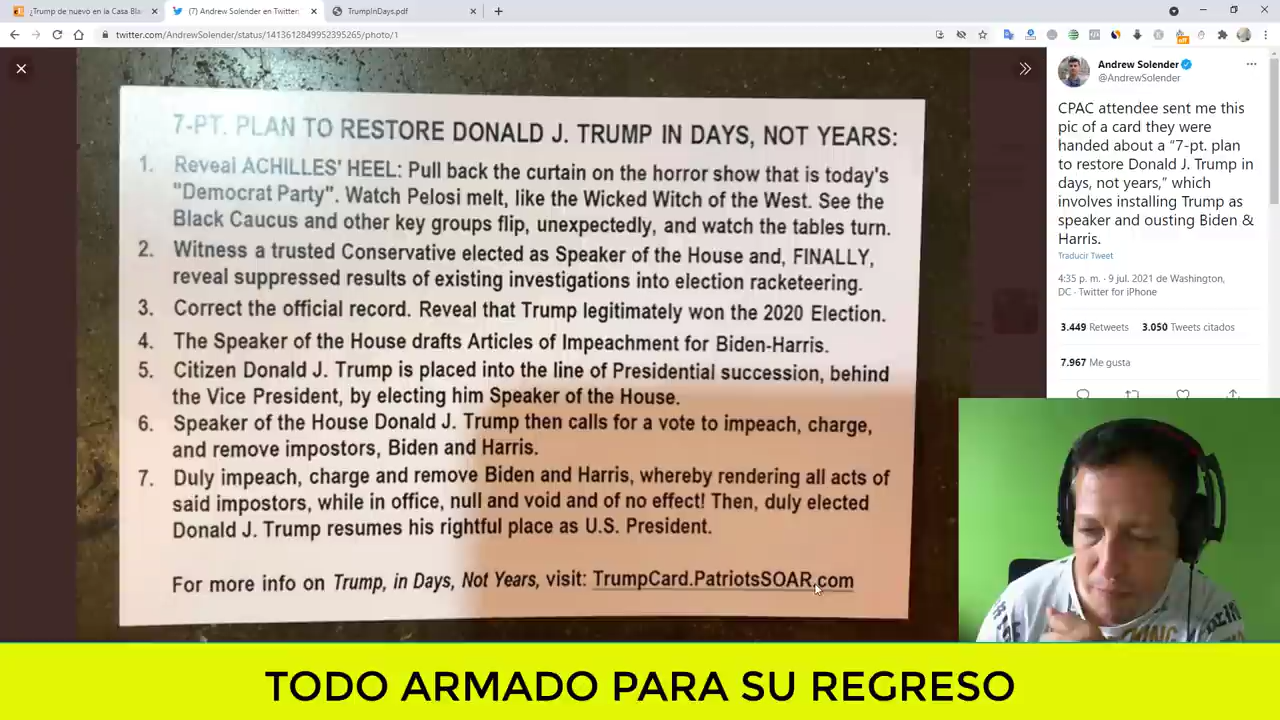 ¿Trump de nuevo en la Casa Bla
(7) Andrew Solender en Twitter:
TrumpInDays.pdf
twitter.com/AndrewSolender/status/1413612849952395265/photo/1
7-PT. PLAN TO RESTORE DONALD J. TRUMP IN DAYS, NOT YEARS:
1. Reveal ACHILLES' HEEL: Pull back the curtain on the horror show that is today's
"Democrat Party". Watch Pelosi melt, like the Wicked Witch of the West. See the
Black Caucus and other key groups flip, unexpectedly, and watch the tables turn.
2. Witness a trusted Conservative elected as Speaker of the House and, FINALLY,
reveal suppressed results of existing investigations into election racketeering.
3. Correct the official record. Reveal that Trump legitimately won the 2020 Election.
4. The Speaker of the House drafts Articles of Impeachment for Biden-Harris.
5. Citizen Donald J. Trump is placed into the line of Presidential succession, behind
the Vice President, by electing him Speaker of the House.
6. Speaker of the House Donald J. Trump then calls for a vote to impeach, charge,
and remove impostors, Biden and Harris.
7. Duly impeach, charge and remove Biden and Harris, whereby rendering all acts of
said impostors, while in office, null and void and of no effect! Then, duly elected
Donald J. Trump resumes his rightful place as U.S. President.
For more info on Trump, in Days, Not Years, visit: TrumpCard.PatriotsSOAR.com
Andrew Solender
@AndrewSolender
CPAC attendee sent me this
pic of a card they were
handed about a "7-pt. plan
to restore Donald J. Trump in
days, not years," which
involves installing Trump as
speaker and ousting Biden &
Harris.
Traducir Tweet
4:35 p. m. · 9 jul. 2021 de Washington,
DC · Twitter for iPhone
3.449 Retweets 3.050 Tweets citados
7.967 Me gusta
TODO ARMADO PARA SU REGRESO